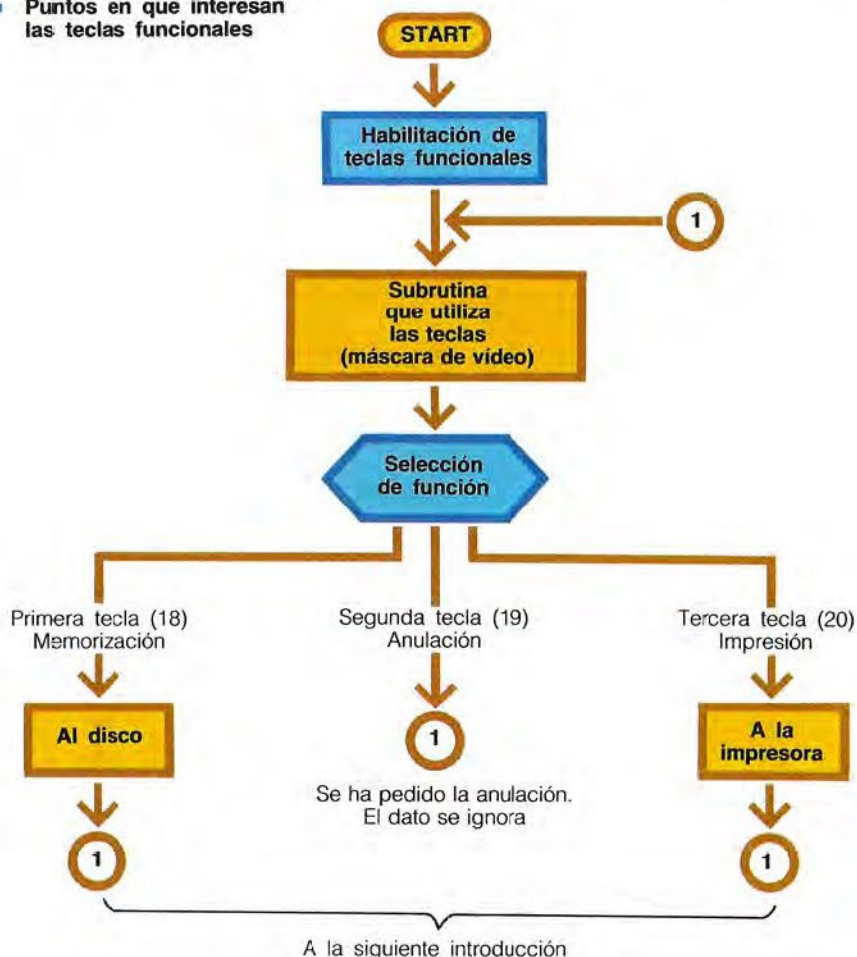 Puntos en que interesan
las teclas funcionales
START
Habilitación de
teclas funcionales
1
Subrutina
que utiliza
las teclas
(máscara de vídeo)
Selección
de función
Primera tecla (18)
Memorización
Segunda tecla (19)
Anulación
Tercera tecla (20)
Impresión
Al disco
1
A la
impresora
Se ha pedido la anulación.
El dato se ignora
1
1
A la siguiente introducción